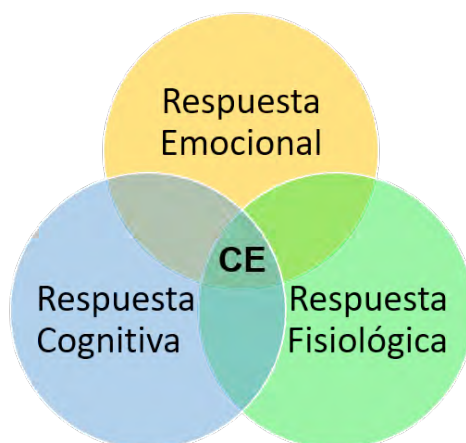 Respuesta
Emocional
CE
Respuesta
Cognitiva
Respuesta
Fisiológica